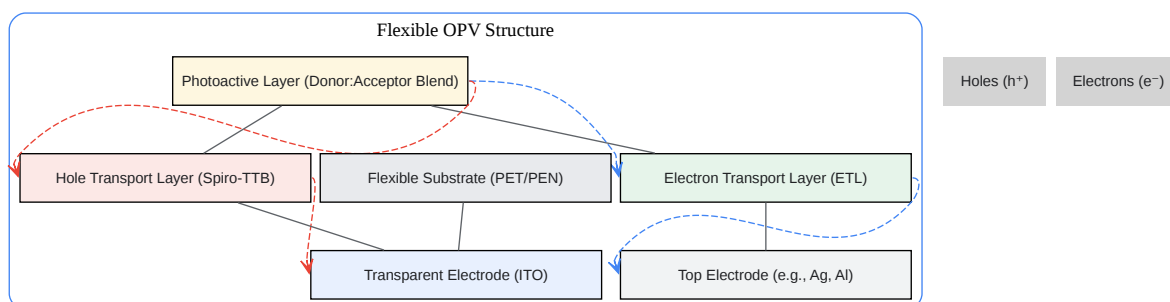 Flexible OPV Structure
Photoactive Layer (Donor:Acceptor Blend)
Holes (h⁺)
Electrons (e⁻)
Hole Transport Layer (Spiro-TTB)
Flexible Substrate (PET/PEN)
Electron Transport Layer (ETL)
Transparent Electrode (ITO)
Top Electrode (e.g., Ag, Al)